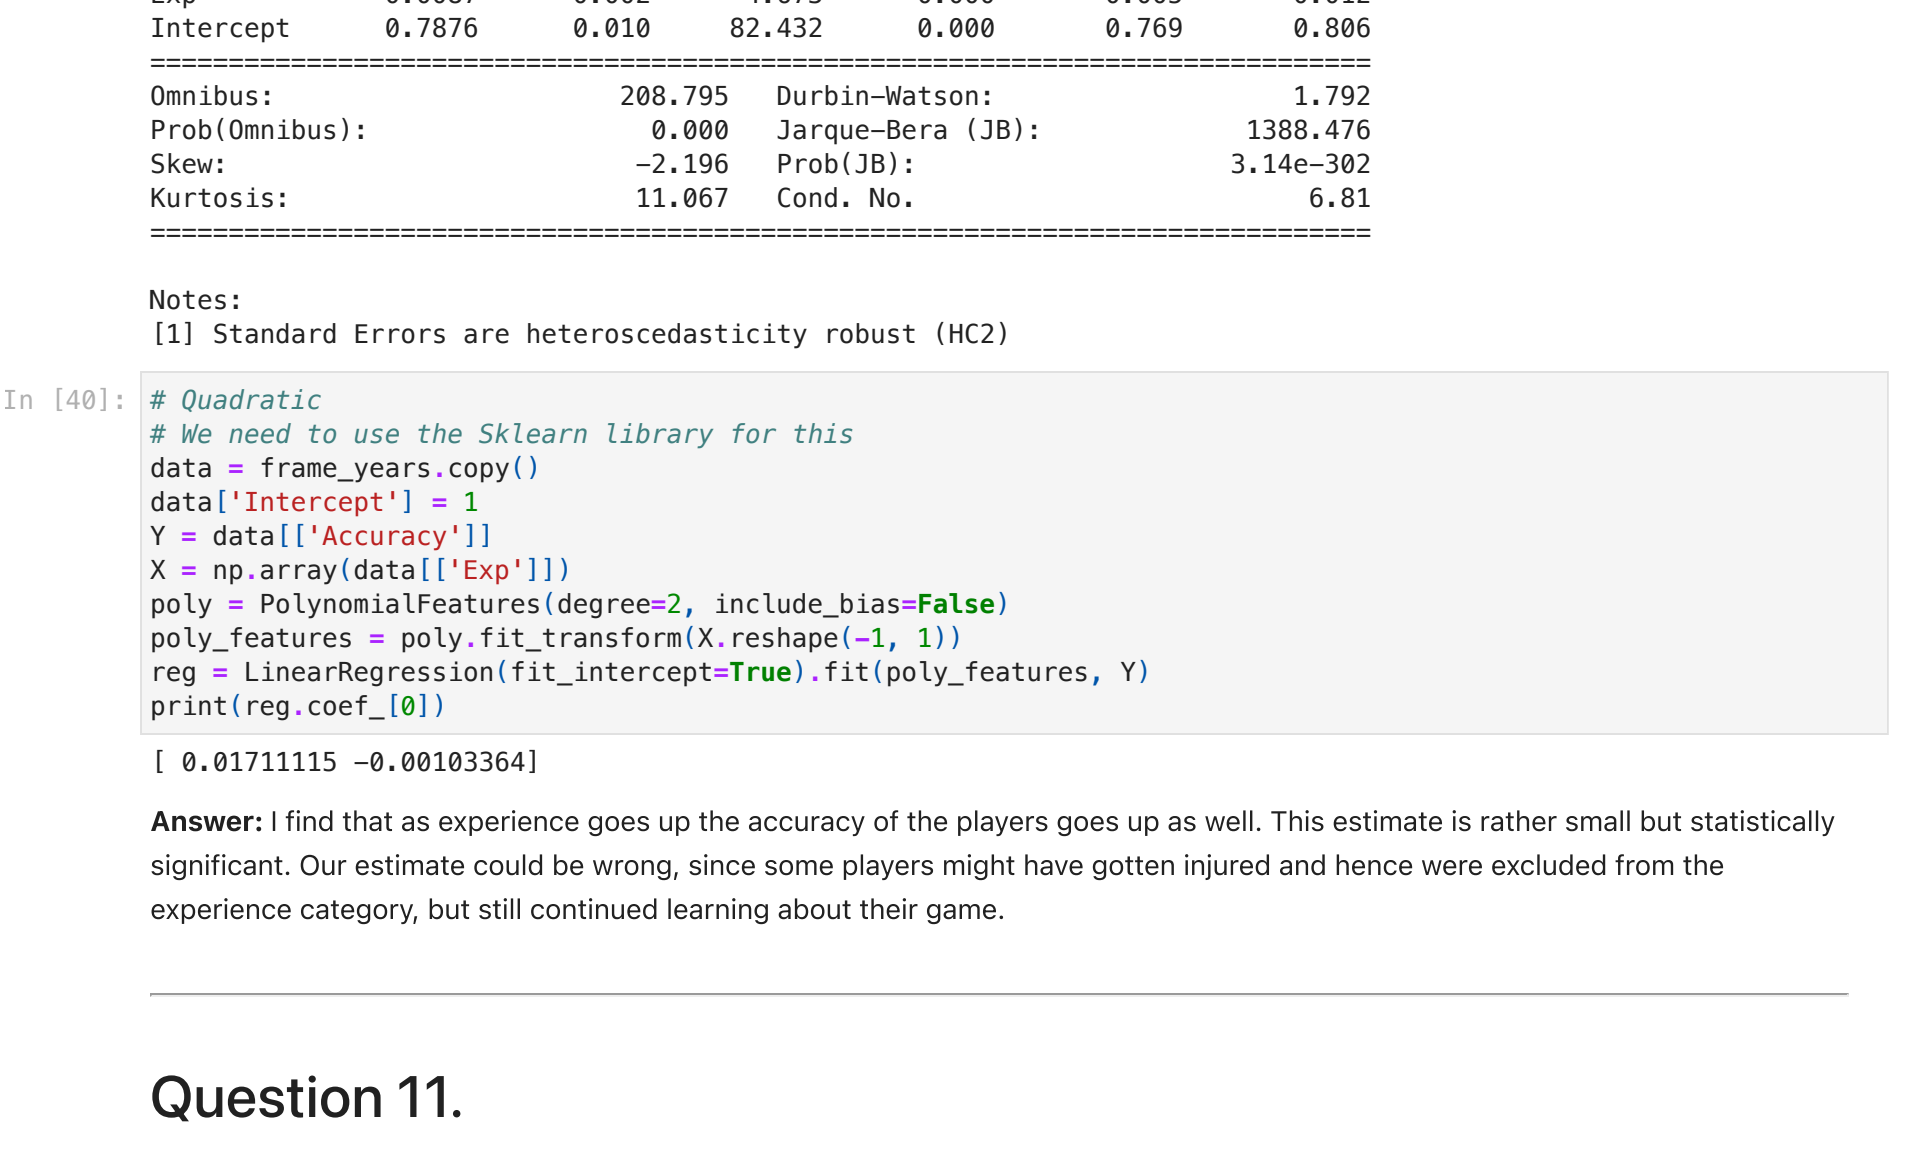 Intercept 0.7876 0.010 82.432 0.000 0.769 0.806
==============================================================================
Omnibus: 208.795 Durbin-Watson: 1.792
Prob(Omnibus): 0.000 Jarque-Bera (JB): 1388.476
Skew: -2.196 Prob(JB): 3.14e-302
Kurtosis: 11.067 Cond. No. 6.81
==============================================================================
Notes:
[1] Standard Errors are heteroscedasticity robust (HC2)
In [40]: # Quadratic
# We need to use the Sklearn library for this
data = frame_years.copy()
data['Intercept'] = 1
Y = data[['Accuracy']]
X = np.array(data[['Exp']])
poly = PolynomialFeatures(degree=2, include_bias=False)
poly_features = poly.fit_transform(X.reshape(-1, 1))
reg = LinearRegression(fit_intercept=True).fit(poly_features, Y)
print(reg.coef_[0])
[ 0.01711115 -0.00103364]
Answer: I find that as experience goes up the accuracy of the players goes up as well. This estimate is rather small but statistically
significant. Our estimate could be wrong, since some players might have gotten injured and hence were excluded from the
experience category, but still continued learning about their game.
Question 11.